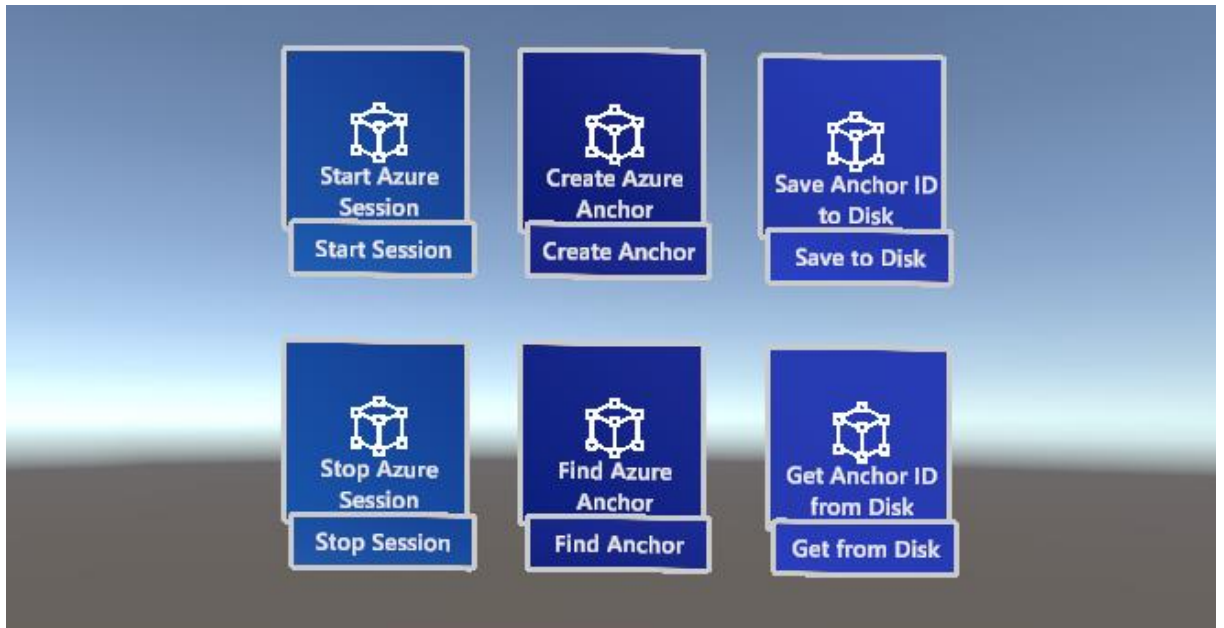 Start Azure
Session
Start Session
Create Azure
Anchor
Create Anchor
Save Anchor ID
to Disk
Save to Disk
Stop Azure
Session
Stop Session
Find Azure
Anchor
Find Anchor
Get Anchor ID
from Disk
Get from Disk